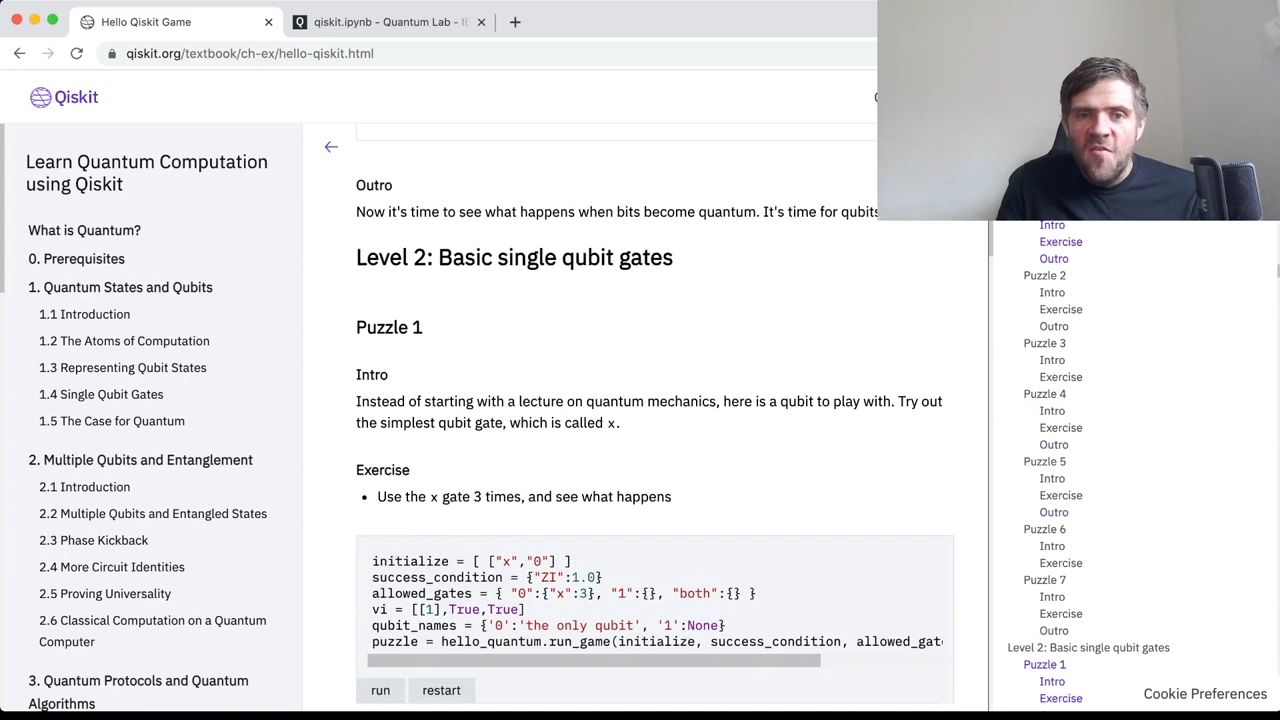 Hello Qiskit Game
qiskit.ipynb - Quantum Lab - I
qiskit.org/textbook/ch-ex/hello-qiskit.html
Qiskit
Learn Quantum Computation
using Qiskit
What is Quantum?
0. Prerequisites
1. Quantum States and Qubits
1.1 Introduction
1.2 The Atoms of Computation
1.3 Representing Qubit States
1.4 Single Qubit Gates
1.5 The Case for Quantum
2. Multiple Qubits and Entanglement
2.1 Introduction
2.2 Multiple Qubits and Entangled States
2.3 Phase Kickback
2.4 More Circuit Identities
2.5 Proving Universality
2.6 Classical Computation on a Quantum
Computer
3. Quantum Protocols and Quantum
Algorithms
Outro
Now it's time to see what happens when bits become quantum. It's time for qubits
Level 2: Basic single qubit gates
Puzzle 1
Intro
Instead of starting with a lecture on quantum mechanics, here is a qubit to play with. Try out
the simplest qubit gate, which is called x.
Exercise
• Use the x gate 3 times, and see what happens
initialize = [ ["x","0"] ]
success_condition = {"ZI":1.0}
allowed_gates = { "0":{"x":3}, "1":{}, "both":{} }
vi = [[1],True,True]
qubit_names = {'0':'the only qubit', '1':None}
puzzle = hello_quantum.run_game(initialize, success_condition, allowed_gat
run restart
Intro
Exercise
Outro
Puzzle 2
Intro
Exercise
Outro
Puzzle 3
Intro
Exercise
Puzzle 4
Intro
Exercise
Outro
Puzzle 5
Intro
Exercise
Outro
Puzzle 6
Intro
Exercise
Puzzle 7
Intro
Exercise
Outro
Level 2: Basic single qubit gates
Puzzle 1
Intro
Exercise
Cookie Preferences